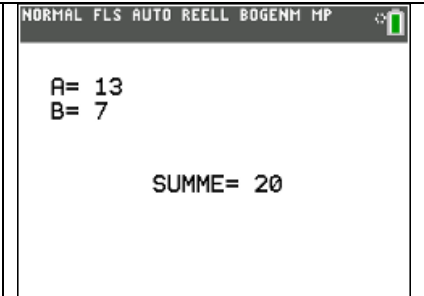 NORMAL FLS AUTO REELL BOGENM MP
A= 13
B= 7
SUMME= 20